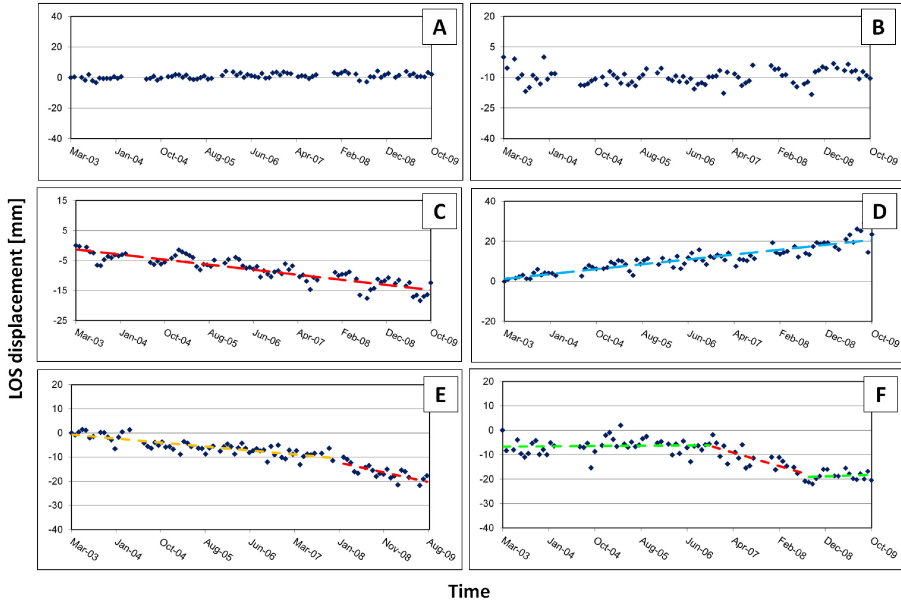 A
40
20
0
-20
-40
Mar-03 Jan-04 Oct-04 Aug-05 Jun-06 Apr-07 Feb-08 Dec-08 Oct-09
B
20
5
-10
-25
-40
Mar-03 Jan-04 Oct-04 Aug-05 Jun-06 Apr-07 Feb-08 Dec-08 Oct-09
LOS displacement [mm]
C
15
5
-5
-15
-25
Mar-03 Jan-04 Oct-04 Aug-05 Jun-06 Apr-07 Feb-08 Dec-08 Oct-09
D
40
20
0
-20
Mar-03 Jan-04 Oct-04 Aug-05 Jun-06 Apr-07 Feb-08 Dec-08 Oct-09
E
20
10
0
-10
-20
-30
-40
Mar-03 Jan-04 Oct-04 Aug-05 Jun-06 Mar-07 Jan-08 Nov-08 Aug-09
F
20
10
0
-10
-20
-30
-40
Mar-03 Jan-04 Oct-04 Aug-05 Jun-06 Apr-07 Feb-08 Dec-08 Oct-09
Time